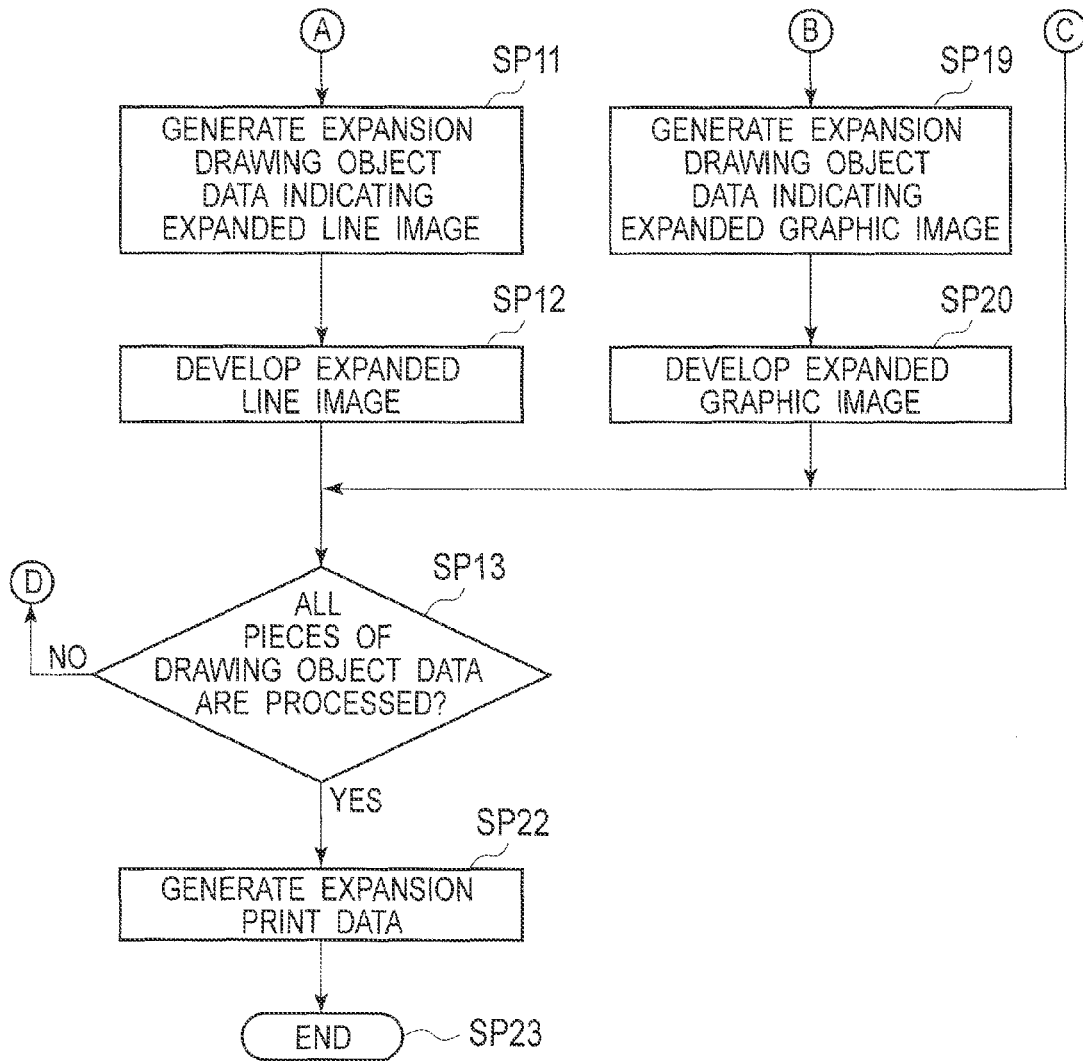 A
B
C
SP11
GENERATE EXPANSION
DRAWING OBJECT
DATA INDICATING
EXPANDED LINE IMAGE
SP19
GENERATE EXPANSION
DRAWING OBJECT
DATA INDICATING
EXPANDED GRAPHIC IMAGE
SP12
DEVELOP EXPANDED
LINE IMAGE
SP20
DEVELOP EXPANDED
GRAPHIC IMAGE
SP13
D
NO
ALL
PIECES OF
DRAWING OBJECT DATA
ARE PROCESSED?
YES
SP22
GENERATE EXPANSION
PRINT DATA
END
SP23